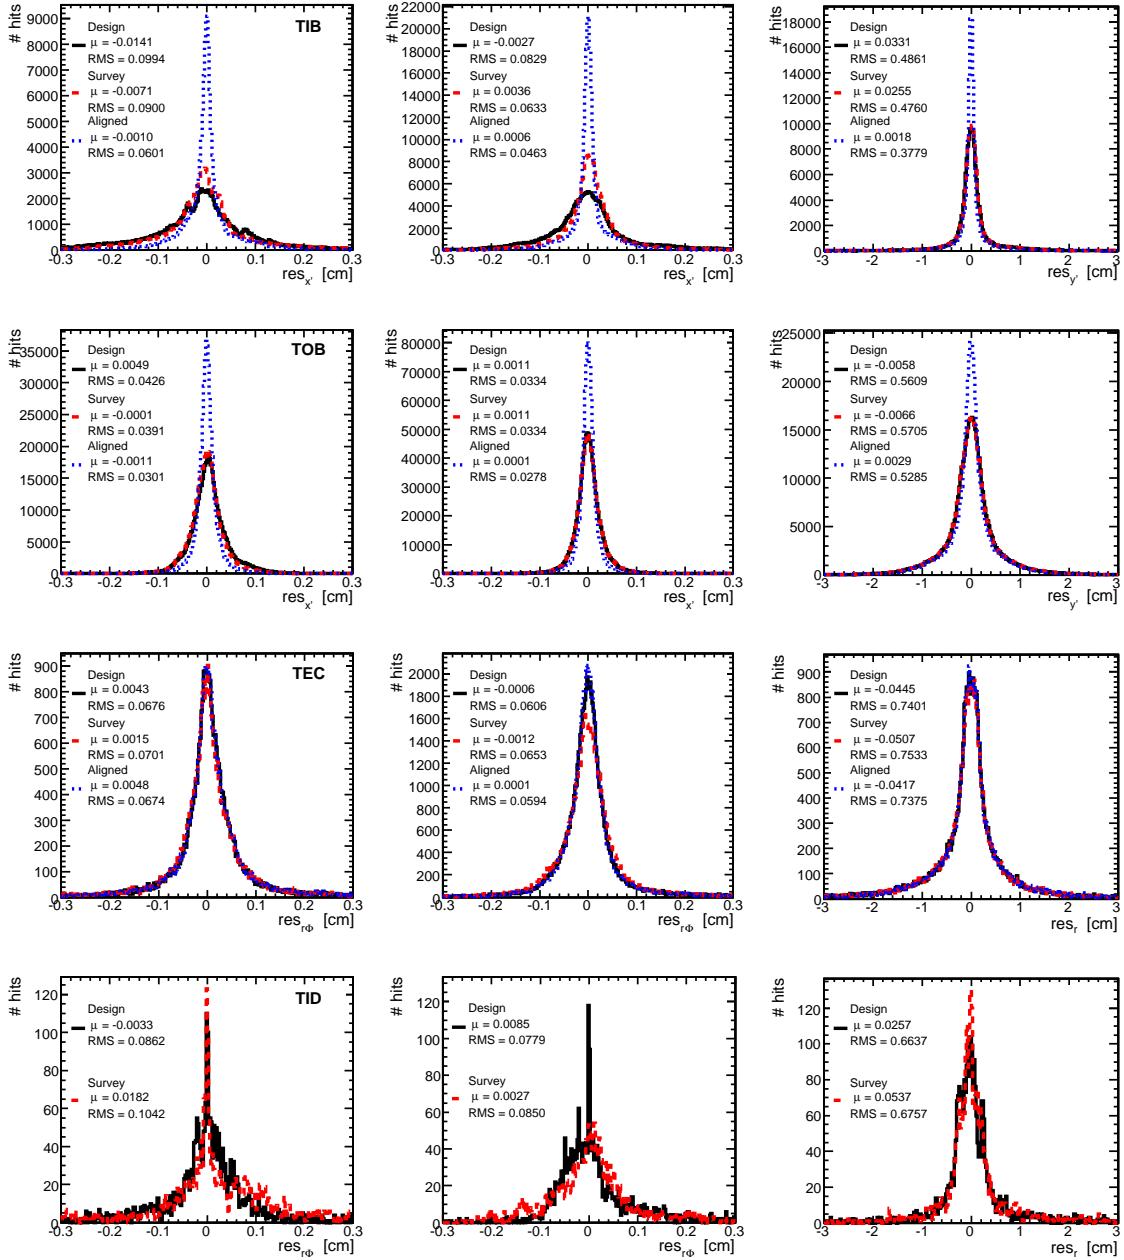 # hits
TIB
9000
8000
7000
6000
5000
4000
3000
2000
1000
0
Design
μ = -0.0141
RMS = 0.0994
Survey
μ = -0.0071
RMS = 0.0900
Aligned
μ = -0.0010
RMS = 0.0601
-0.3 -0.2 -0.1 0 0.1 0.2 0.3
res x' [cm]
# hits
22000
20000
18000
16000
14000
12000
10000
8000
6000
4000
2000
0
Design
μ = -0.0027
RMS = 0.0829
Survey
μ = 0.0036
RMS = 0.0633
Aligned
μ = 0.0006
RMS = 0.0463
-0.3 -0.2 -0.1 0 0.1 0.2 0.3
res x' [cm]
# hits
18000
16000
14000
12000
10000
8000
6000
4000
2000
0
Design
μ = 0.0331
RMS = 0.4861
Survey
μ = 0.0255
RMS = 0.4760
Aligned
μ = 0.0018
RMS = 0.3779
-3 -2 -1 0 1 2 3
res y' [cm]
# hits
TOB
35000
30000
25000
20000
15000
10000
5000
0
Design
μ = 0.0049
RMS = 0.0426
Survey
μ = -0.0001
RMS = 0.0391
Aligned
μ = -0.0011
RMS = 0.0301
-0.3 -0.2 -0.1 0 0.1 0.2 0.3
res x' [cm]
# hits
80000
70000
60000
50000
40000
30000
20000
10000
0
Design
μ = 0.0011
RMS = 0.0334
Survey
μ = 0.0011
RMS = 0.0334
Aligned
μ = 0.0001
RMS = 0.0278
-0.3 -0.2 -0.1 0 0.1 0.2 0.3
res x' [cm]
# hits
25000
20000
15000
10000
5000
0
Design
μ = -0.0058
RMS = 0.5609
Survey
μ = -0.0066
RMS = 0.5705
Aligned
μ = 0.0029
RMS = 0.5285
-3 -2 -1 0 1 2 3
res y' [cm]
# hits
TEC
900
800
700
600
500
400
300
200
100
0
Design
μ = 0.0043
RMS = 0.0676
Survey
μ = 0.0015
RMS = 0.0701
Aligned
μ = 0.0048
RMS = 0.0674
-0.3 -0.2 -0.1 0 0.1 0.2 0.3
res rΦ [cm]
# hits
2000
1800
1600
1400
1200
1000
800
600
400
200
0
Design
μ = -0.0006
RMS = 0.0606
Survey
μ = -0.0012
RMS = 0.0653
Aligned
μ = 0.0001
RMS = 0.0594
-0.3 -0.2 -0.1 0 0.1 0.2 0.3
res rΦ [cm]
# hits
900
800
700
600
500
400
300
200
100
0
Design
μ = -0.0445
RMS = 0.7401
Survey
μ = -0.0507
RMS = 0.7533
Aligned
μ = -0.0417
RMS = 0.7375
-3 -2 -1 0 1 2 3
res r [cm]
# hits
TID
120
100
80
60
40
20
0
Design
μ = -0.0033
RMS = 0.0862
Survey
μ = 0.0182
RMS = 0.1042
-0.3 -0.2 -0.1 0 0.1 0.2 0.3
res rΦ [cm]
# hits
120
100
80
60
40
20
0
Design
μ = 0.0085
RMS = 0.0779
Survey
μ = 0.0027
RMS = 0.0850
-0.3 -0.2 -0.1 0 0.1 0.2 0.3
res rΦ [cm]
# hits
120
100
80
60
40
20
0
Design
μ = 0.0257
RMS = 0.6637
Survey
μ = 0.0537
RMS = 0.6757
-3 -2 -1 0 1 2 3
res r [cm]